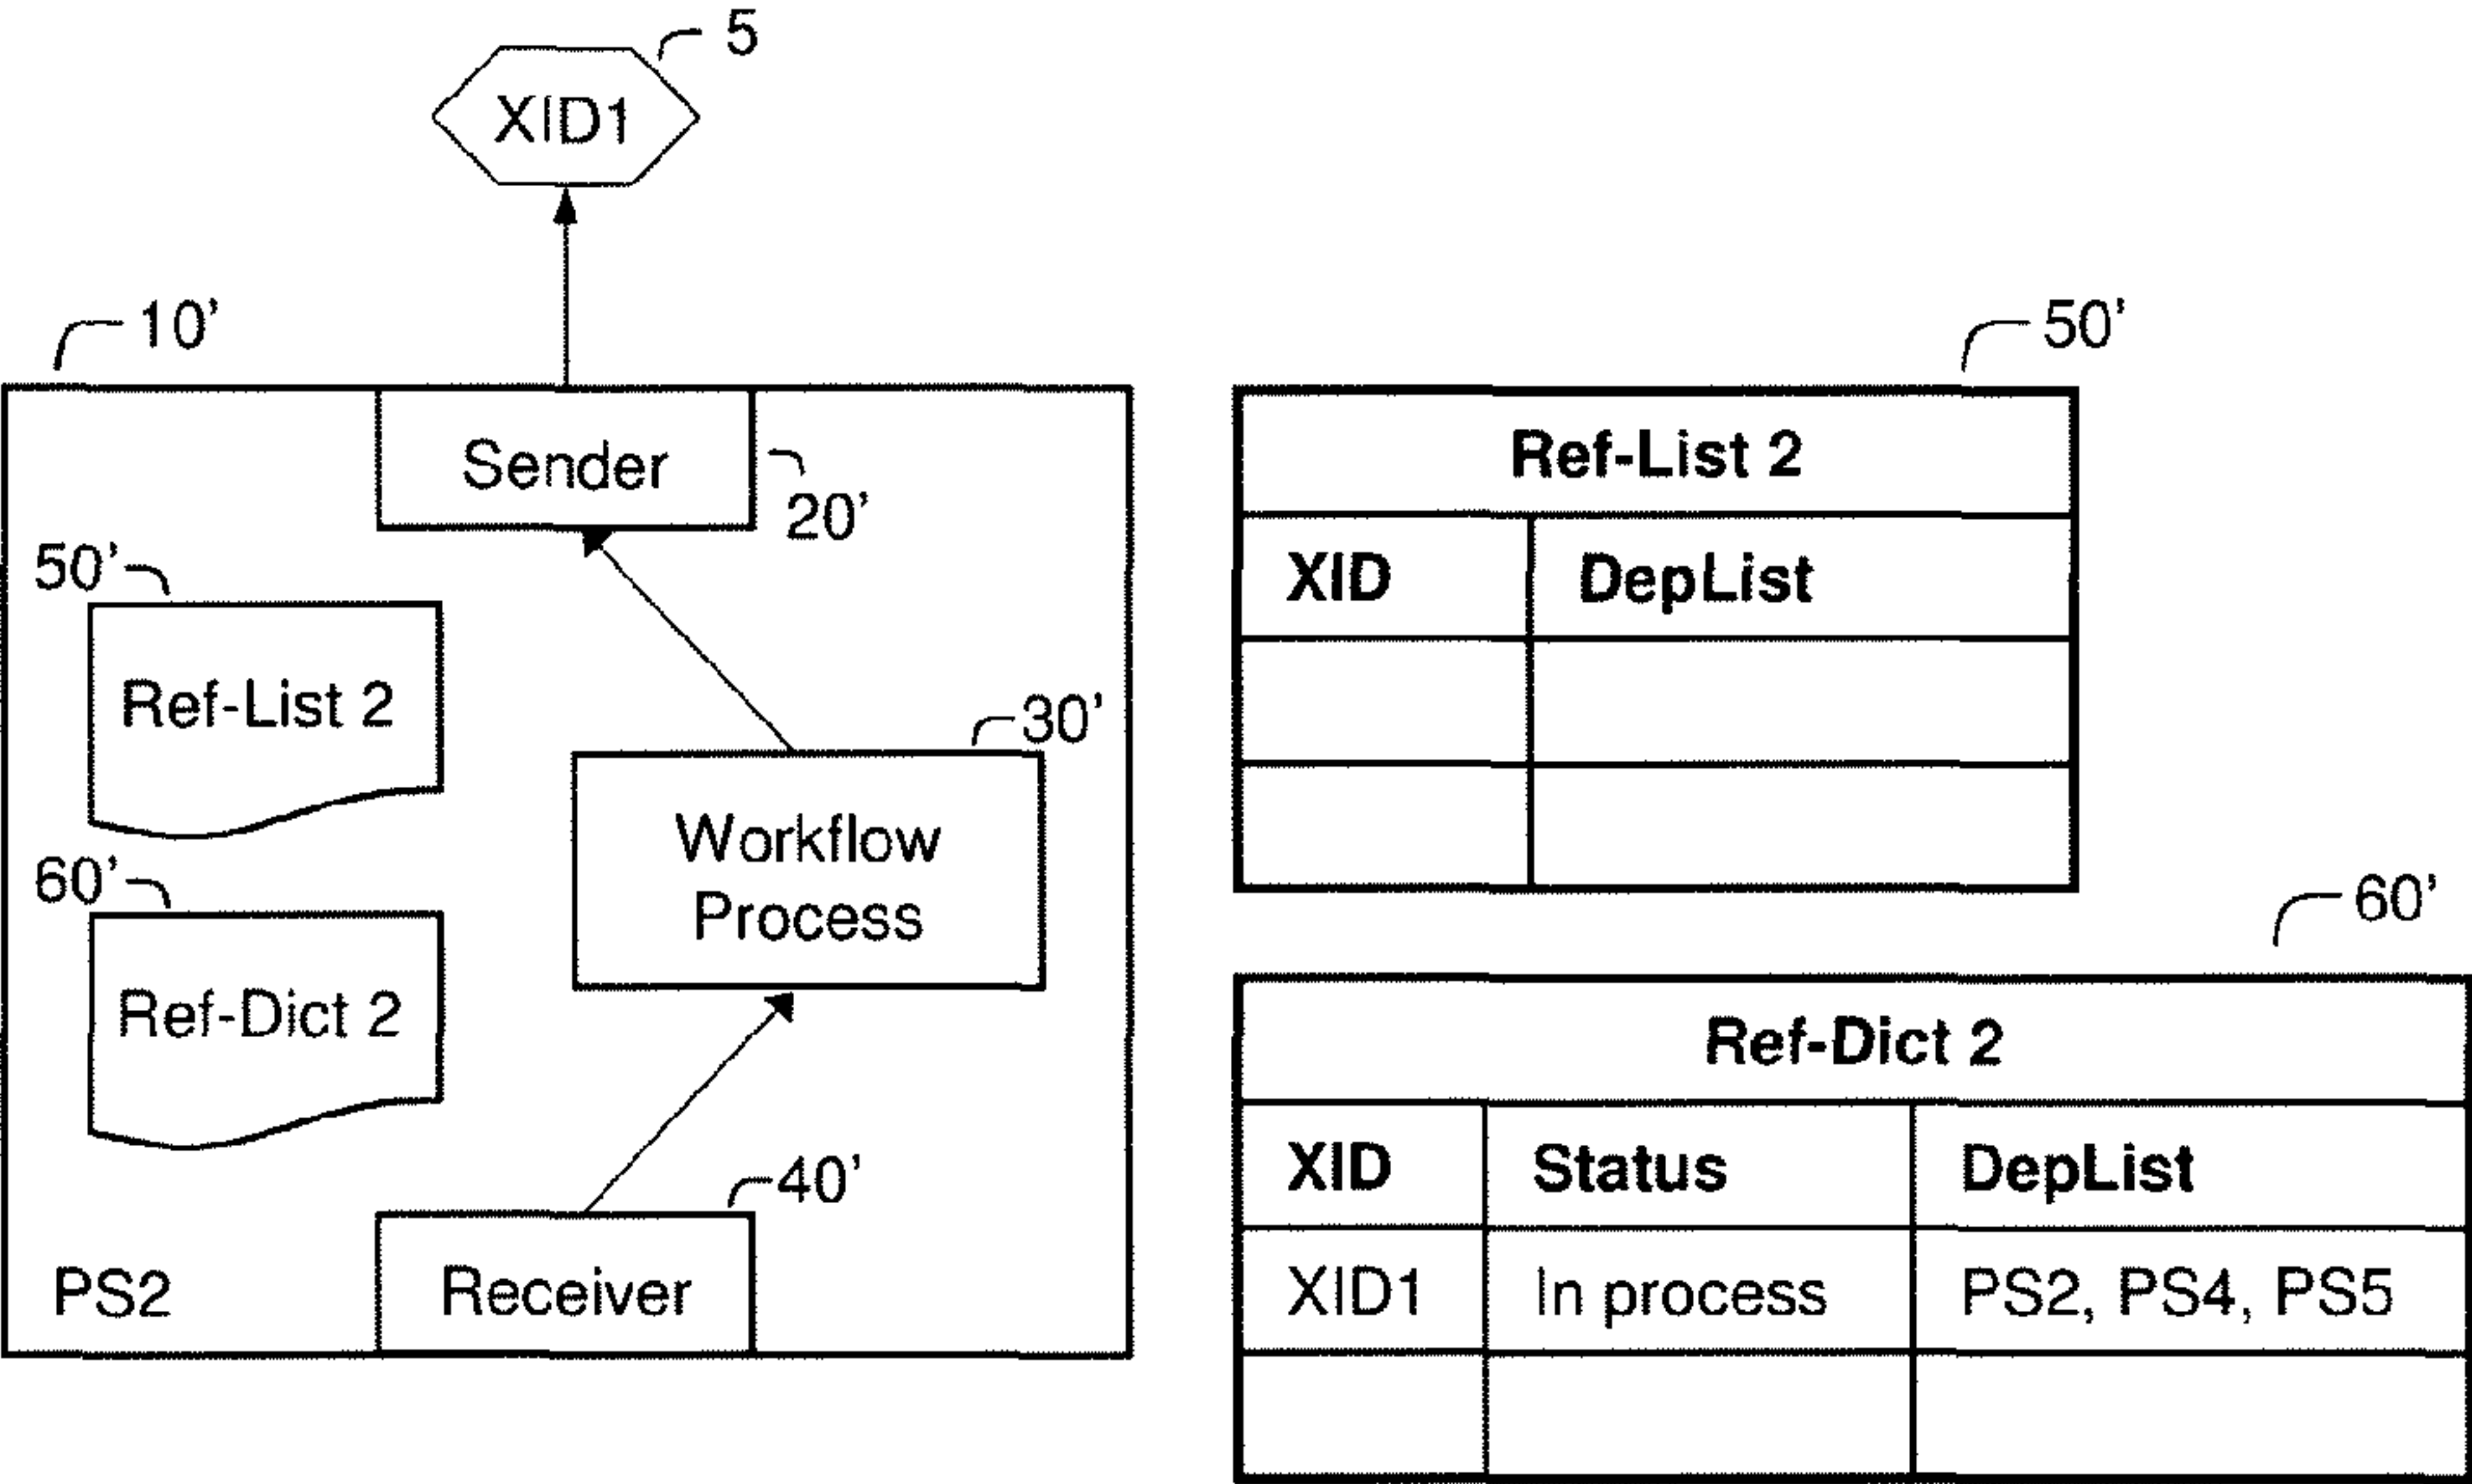 5
XID1
10'
Sender
20'
50'
Ref-List 2
30'
Workflow
Process
60'
Ref-Dict 2
40'
Receiver
PS2
50'
Ref-List 2
XID DepList
60'
Ref-Dict 2
XID Status DepList
XID1 In process PS2, PS4, PS5